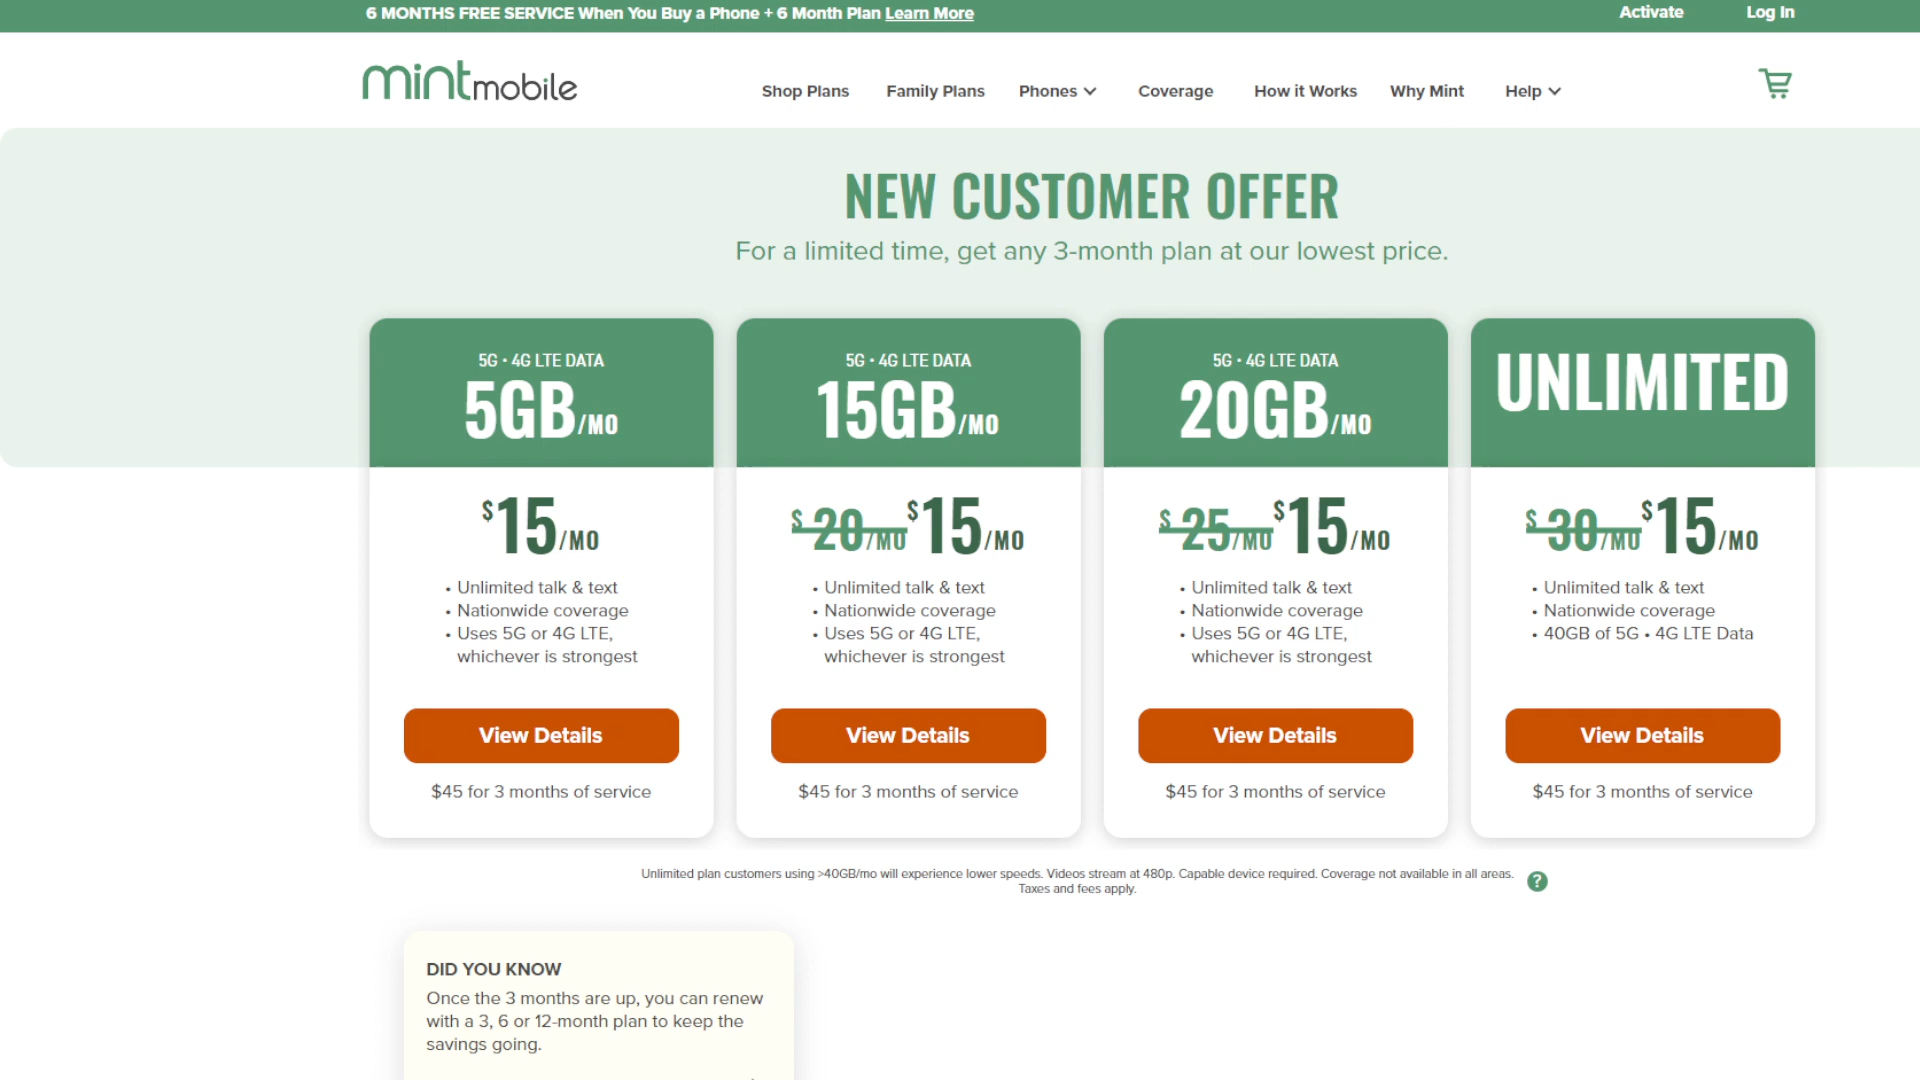 6 MONTHS FREE SERVICE When You Buy a Phone + 6 Month Plan Learn More
Activate
Log In
mintmobile
Shop Plans
Family Plans
Phones
Coverage
How it Works
Why Mint
Help
NEW CUSTOMER OFFER
For a limited time, get any 3-month plan at our lowest price.
5G • 4G LTE DATA
5GB/MO
$15/MO
• Unlimited talk & text
• Nationwide coverage
• Uses 5G or 4G LTE,
whichever is strongest
View Details
$45 for 3 months of service
5G • 4G LTE DATA
15GB/MO
$20/MO $15/MO
• Unlimited talk & text
• Nationwide coverage
• Uses 5G or 4G LTE,
whichever is strongest
View Details
$45 for 3 months of service
5G • 4G LTE DATA
20GB/MO
$25/MO $15/MO
• Unlimited talk & text
• Nationwide coverage
• Uses 5G or 4G LTE,
whichever is strongest
View Details
$45 for 3 months of service
UNLIMITED
$30/MO $15/MO
• Unlimited talk & text
• Nationwide coverage
• 40GB of 5G • 4G LTE Data
View Details
$45 for 3 months of service
Unlimited plan customers using >40GB/mo will experience lower speeds. Videos stream at 480p. Capable device required. Coverage not available in all areas.
Taxes and fees apply.
?
DID YOU KNOW
Once the 3 months are up, you can renew
with a 3, 6 or 12-month plan to keep the
savings going.